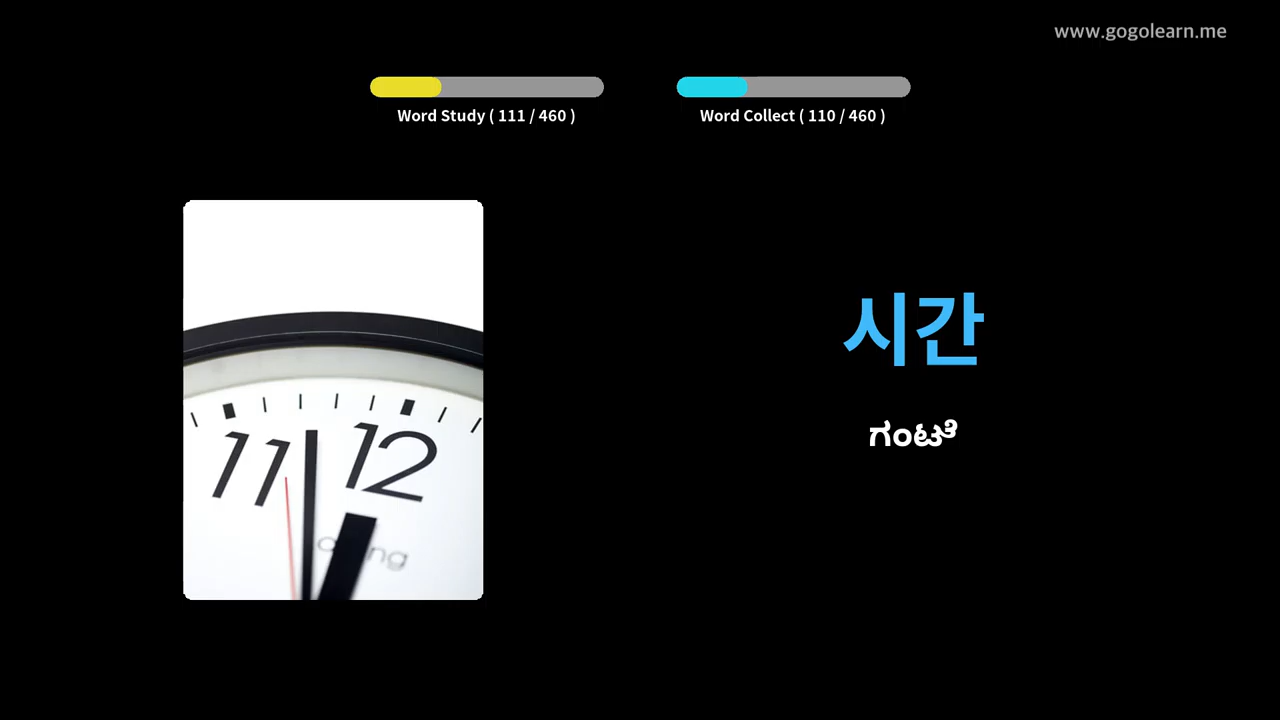 www.gogolearn.me
Word Study ( 111 / 460 )
Word Collect ( 110 / 460 )
시간
ಗಂಟೆ
11
12